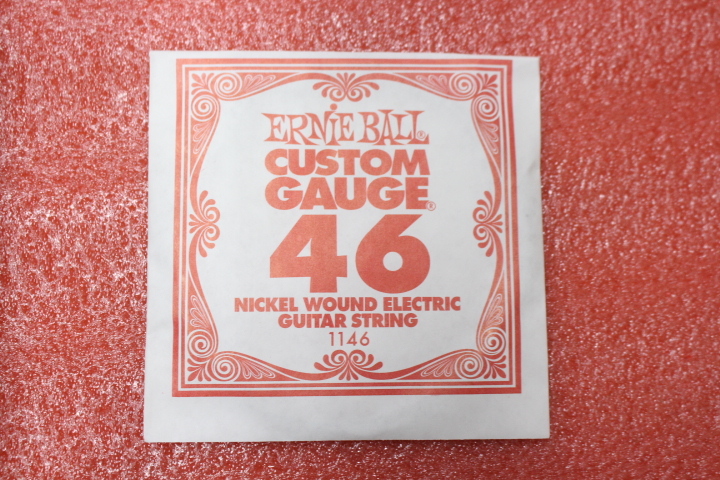 ERNIE BALL®
CUSTOM
GAUGE®
46
NICKEL WOUND ELECTRIC
GUITAR STRING
1146